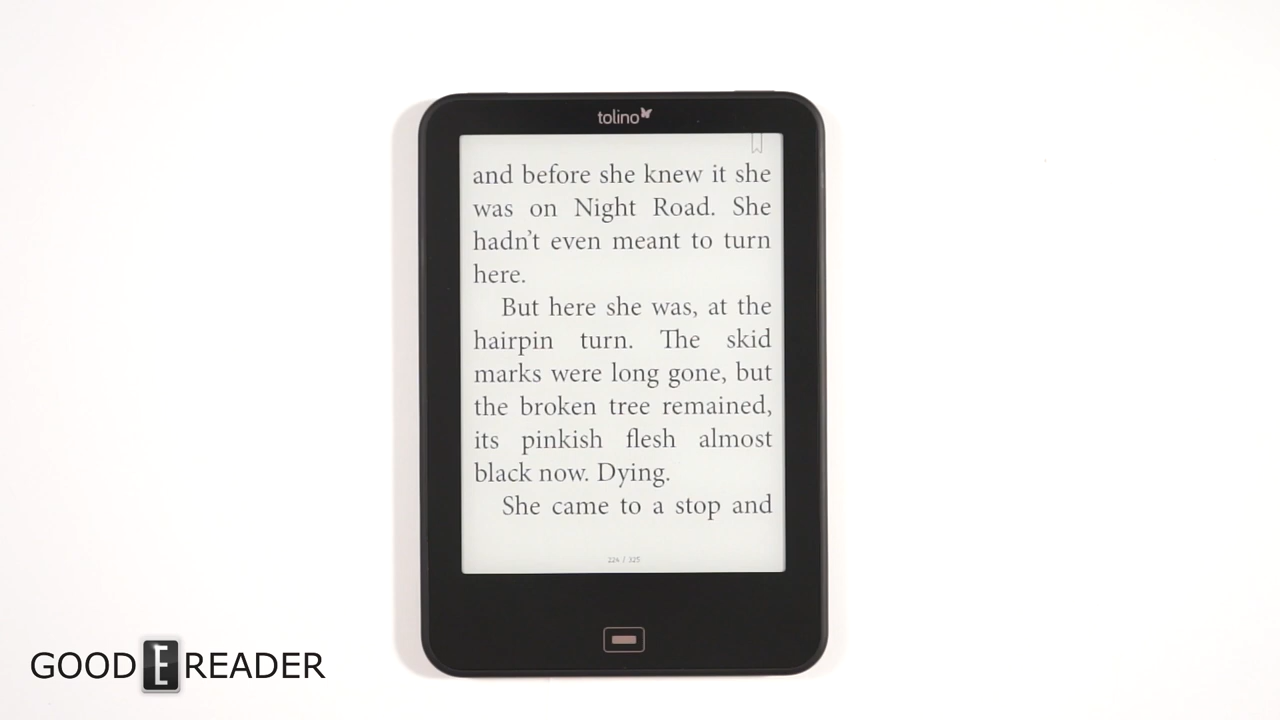 tolino
and before she knew it she
was on Night Road. She
hadn't even meant to turn
here.
But here she was, at the
hairpin turn. The skid
marks were long gone, but
the broken tree remained,
its pinkish flesh almost
black now. Dying.
She came to a stop and
224 / 325
GOOD E READER